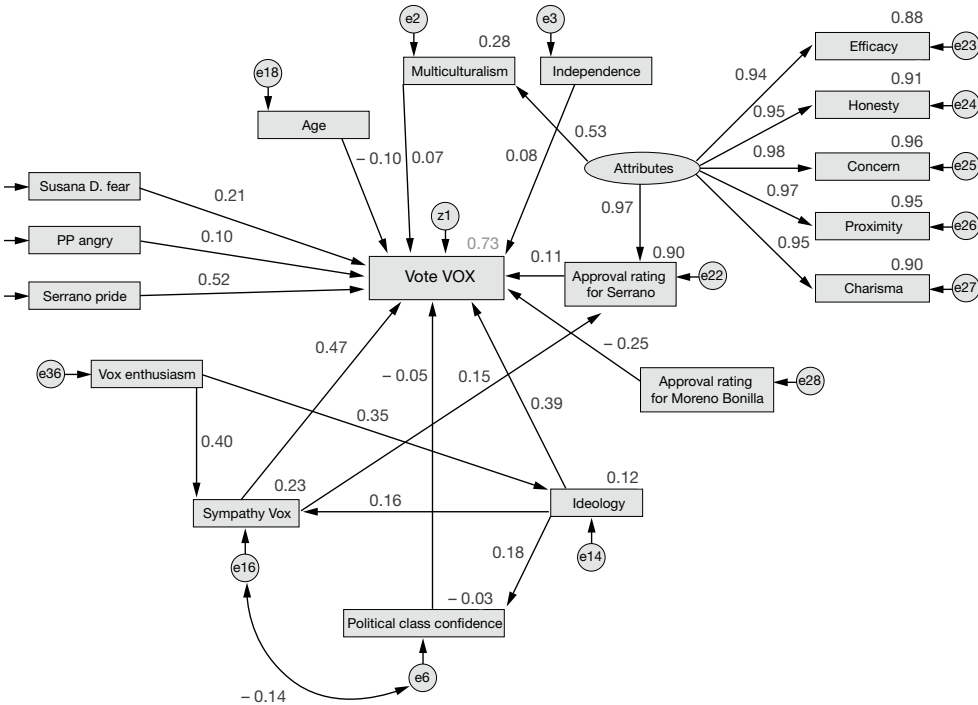 e2
e3
0.88
0.28
Efficacy
e23
e18
Multiculturalism
Independence
0.94
0.91
Honesty
e24
Age
0.95
0.53
0.96
– 0.10
0.07
0.08
Attributes
0.98
Concern
e25
Susana D. fear
0.21
0.97
0.97
0.95
z1
Proximity
e26
PP angry
0.10
0.73
0.95
0.11
0.90
0.90
Serrano pride
0.52
Vote VOX
Approval rating
for Serrano
e22
Charisma
e27
0.47
– 0.25
e36
Vox enthusiasm
– 0.05
0.15
Approval rating
for Moreno Bonilla
e28
0.35
0.39
0.40
0.23
0.12
Sympathy Vox
0.16
Ideology
e16
0.18
e14
– 0.03
Political class confidence
e6
– 0.14